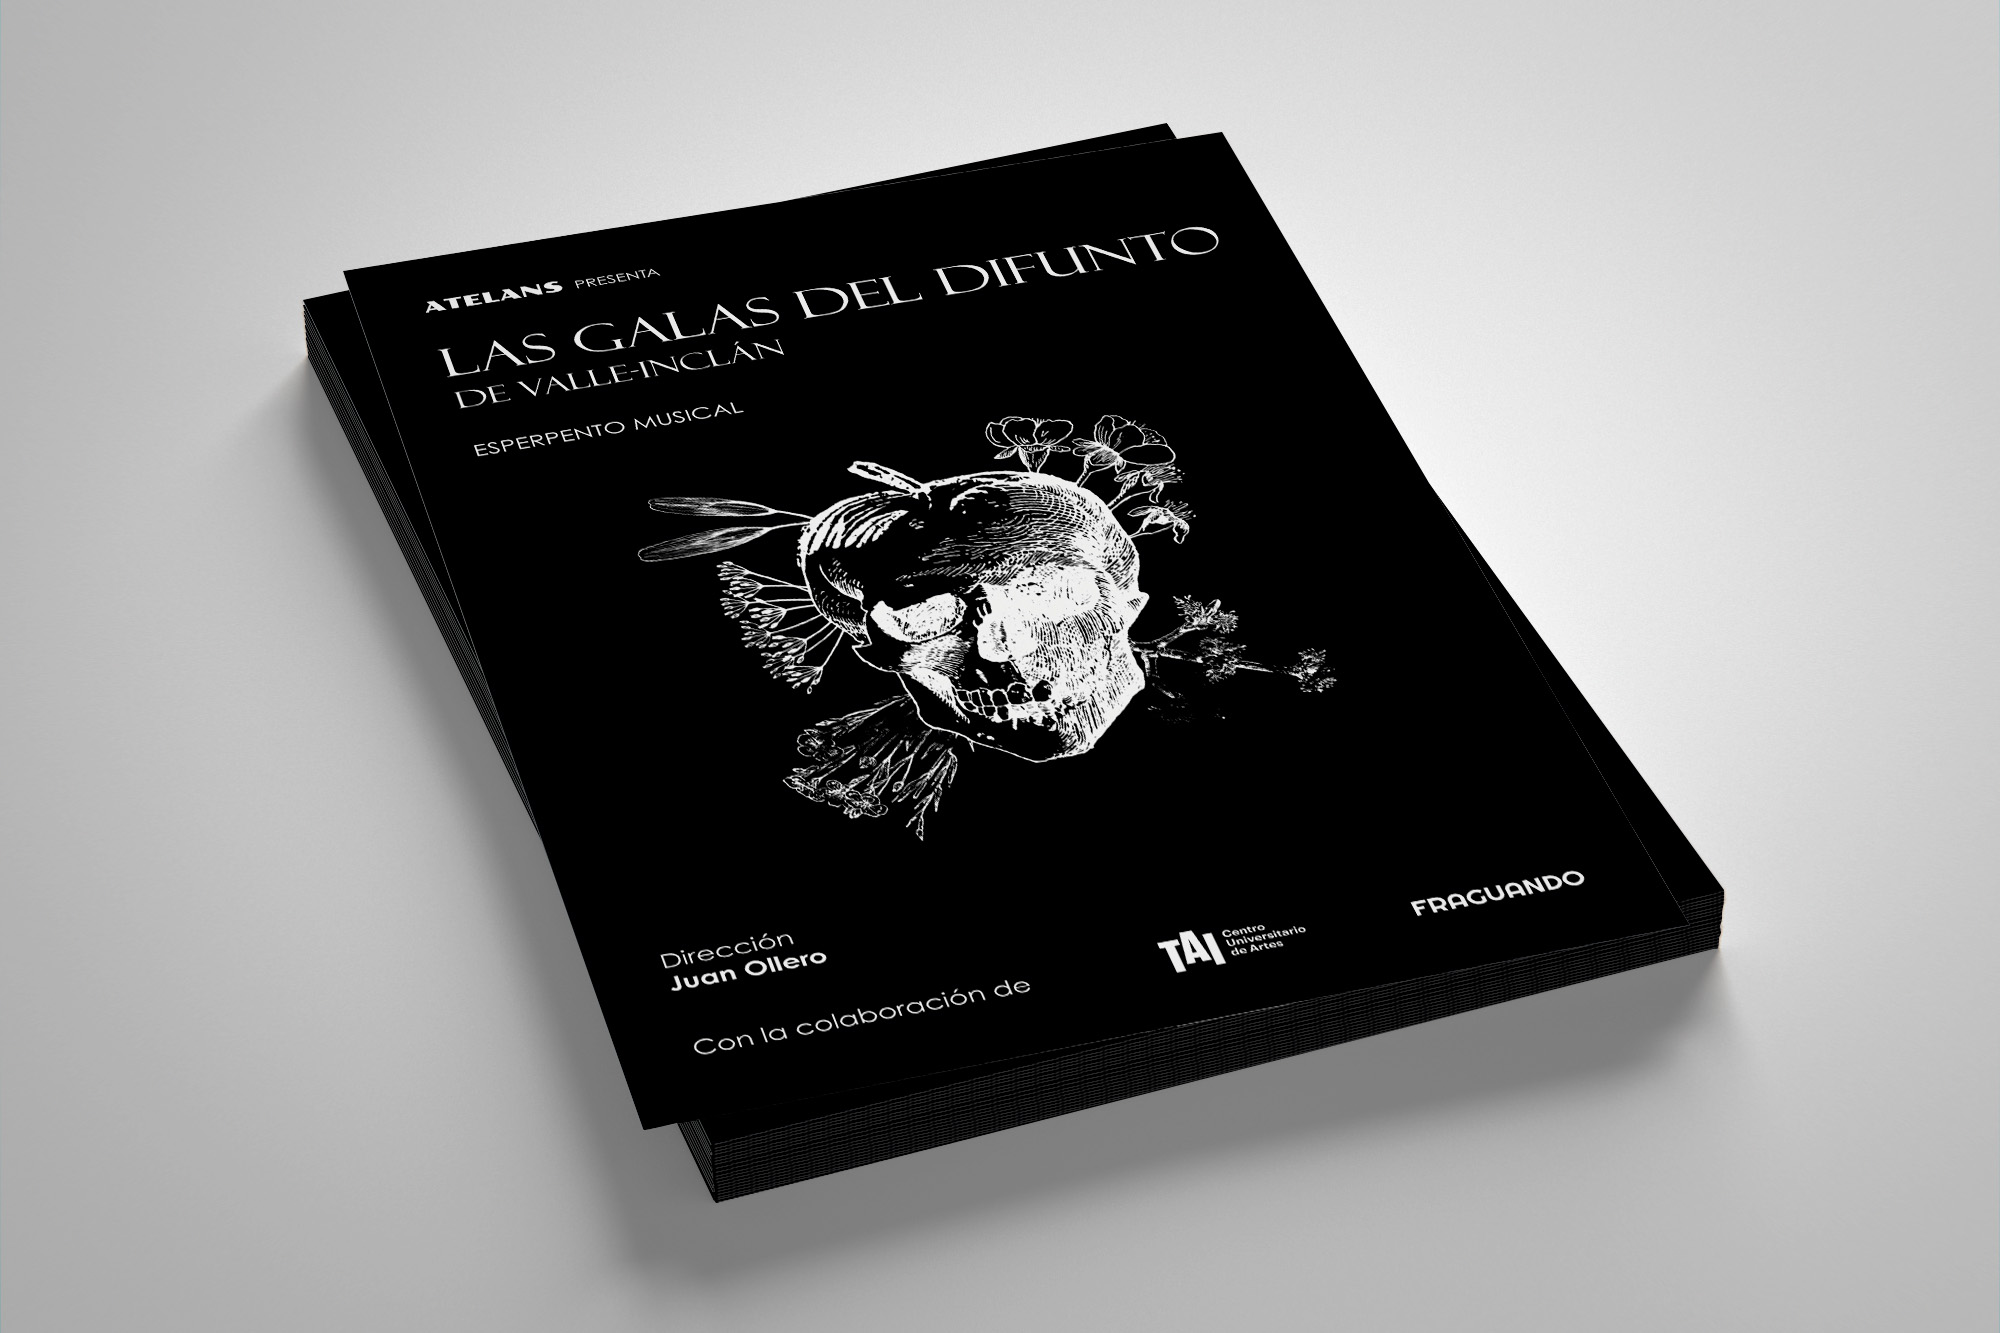 ATELANS PRESENTA
LAS GALAS DEL DIFUNTO
DE VALLE-INCLÁN
ESPERPENTO MUSICAL
Dirección
Juan Ollero
Con la colaboración de
TAI Centro
Universitario
de Artes
FRAGUANDO